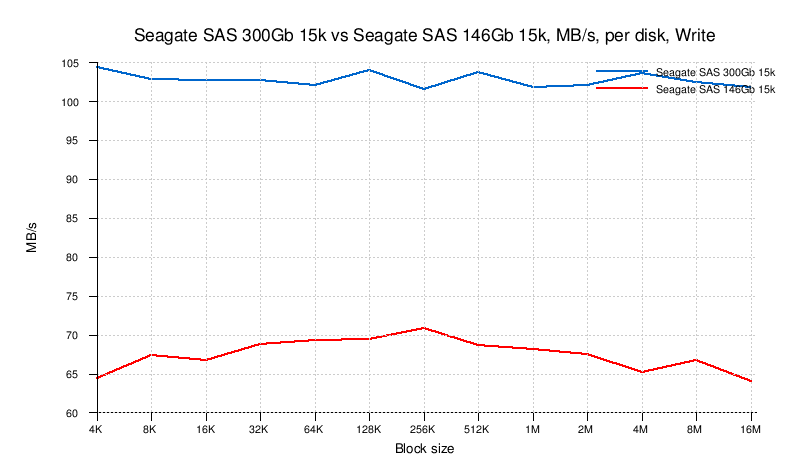 Seagate SAS 300Gb 15k vs Seagate SAS 146Gb 15k, MB/s, per disk, Write
105
Seagate SAS 300Gb 15k
Seagate SAS 146Gb 15k
100
95
90
85
80
75
70
65
60
MB/s
4K 8K 16K 32K 64K 128K 256K 512K 1M 2M 4M 8M 16M
Block size